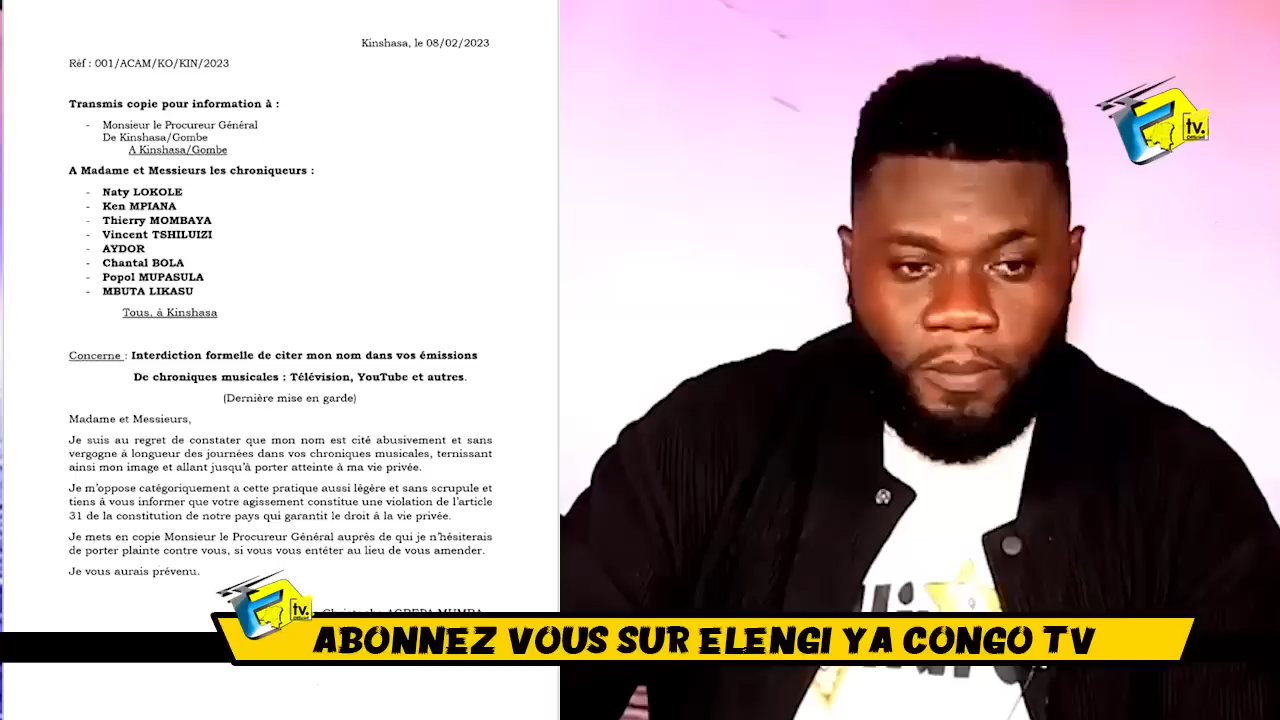 Kinshasa, le 08/02/2023
Réf : 001/ACAM/KO/KIN/2023
Transmis copie pour information à :
- Monsieur le Procureur Général
De Kinshasa/Gombe
A Kinshasa/Gombe
A Madame et Messieurs les chroniqueurs :
- Naty LOKOLE
- Ken MPIANA
- Thierry MOMBAYA
- Vincent TSHILUIZI
- AYDOR
- Chantal BOLA
- Popol MUPASULA
- MBUTA LIKASU
Tous, à Kinshasa
Concerne : Interdiction formelle de citer mon nom dans vos émissions
De chroniques musicales : Télévision, YouTube et autres.
(Dernière mise en garde)
Madame et Messieurs,
Je suis au regret de constater que mon nom est cité abusivement et sans
vergogne à longueur des journées dans vos chroniques musicales, ternissant
ainsi mon image et allant jusqu'à porter atteinte à ma vie privée.
Je m'oppose catégoriquement a cette pratique aussi légère et sans scrupule et
tiens à vous informer que votre agissement constitue une violation de l'article
31 de la constitution de notre pays qui garantit le droit à la vie privée.
Je mets en copie Monsieur le Procureur Général auprès de qui je n'hésiterais
de porter plainte contre vous, si vous vous entéter au lieu de vous amender.
Je vous aurais prévenu.
Christophe AGBEPA MUMBA
tv.
Officiel
ABONNEZ VOUS SUR ELENGI YA CONGO TV
tv.
Officiel